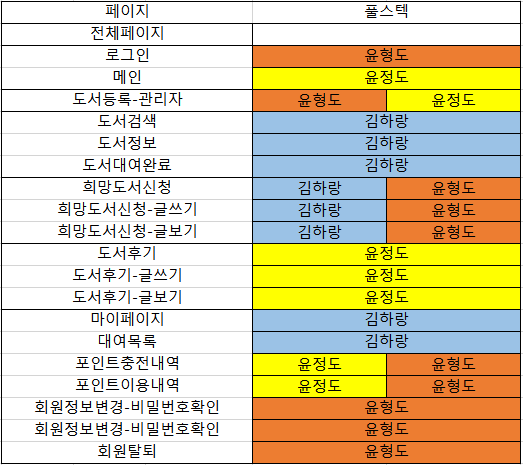 페이지 풀스텍
전체페이지
로그인 윤형도
메인 윤정도
도서등록-관리자 윤형도 윤정도
도서검색 김하랑
도서정보 김하랑
도서대여완료 김하랑
희망도서신청 김하랑 윤형도
희망도서신청-글쓰기 김하랑 윤형도
희망도서신청-글보기 김하랑 윤형도
도서후기 윤정도
도서후기-글쓰기 윤정도
도서후기-글보기 윤정도
마이페이지 김하랑
대여목록 김하랑
포인트충전내역 윤정도 윤형도
포인트이용내역 윤정도 윤형도
회원정보변경-비밀번호확인 윤형도
회원정보변경-비밀번호확인 윤형도
회원탈퇴 윤형도